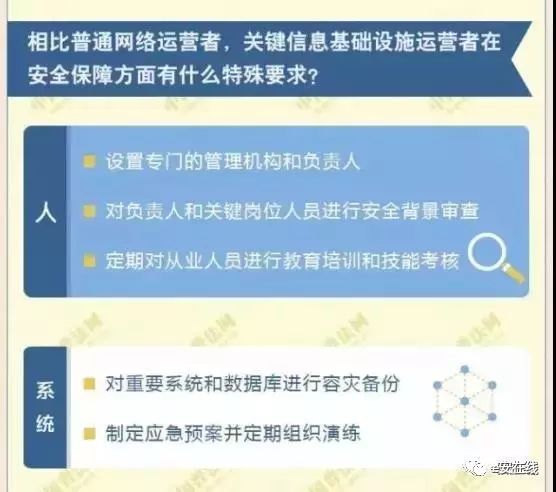 相比普通网络运营者，关键信息基础设施运营者在
安全保障方面有什么特殊要求？
人
设置专门的管理机构和负责人
对负责人和关键岗位人员进行安全背景审查
定期对从业人员进行教育培训和技能考核
系统
对重要系统和数据库进行容灾备份
制定应急预案并定期组织演练